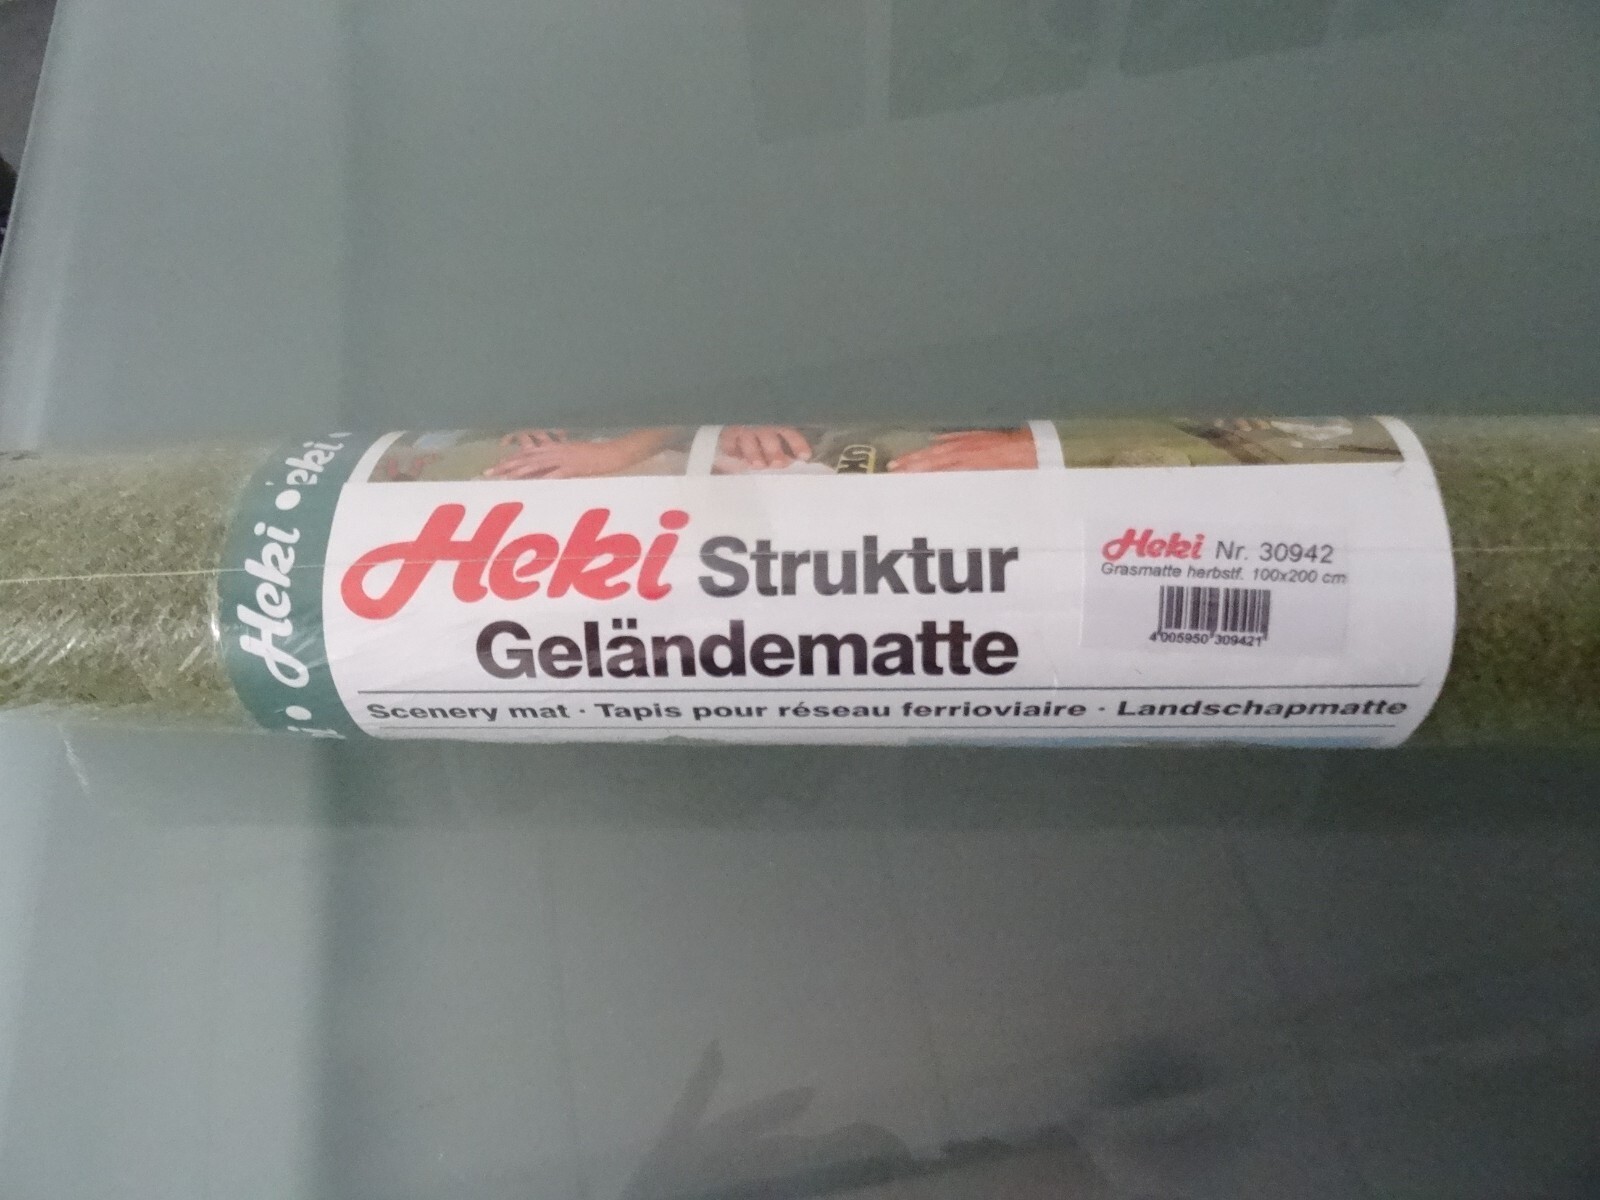 Heki
eki
Heki Struktur
Geländematte
Scenery mat · Tapis pour réseau ferrioviaire · Landschapmatte
Heki Nr. 30942
Grasmatte herbstf. 100x200 cm
4 005950 309421